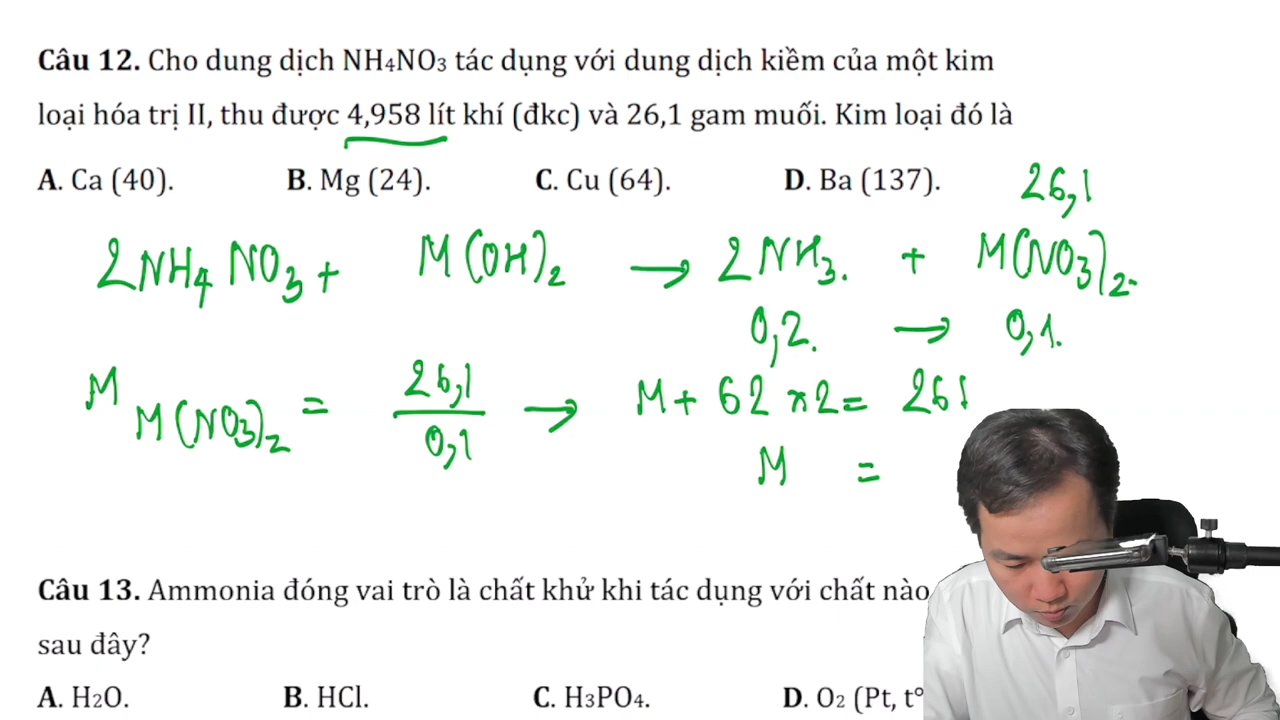 Câu 12. Cho dung dịch NH₄NO₃ tác dụng với dung dịch kiềm của một kim
loại hóa trị II, thu được 4,958 lít khí (đkc) và 26,1 gam muối. Kim loại đó là
A. Ca (40). B. Mg (24). C. Cu (64). D. Ba (137).
26,1
2NH₄NO₃ + M(OH)₂ → 2NH₃. + M(NO₃)₂.
0,2. → 0,1.
M M(NO₃)₂ = 26,1 / 0,1 → M + 62 x 2 = 261
M =
Câu 13. Ammonia đóng vai trò là chất khử khi tác dụng với chất nào
sau đây?
A. H₂O. B. HCl. C. H₃PO₄. D. O₂ (Pt, t°